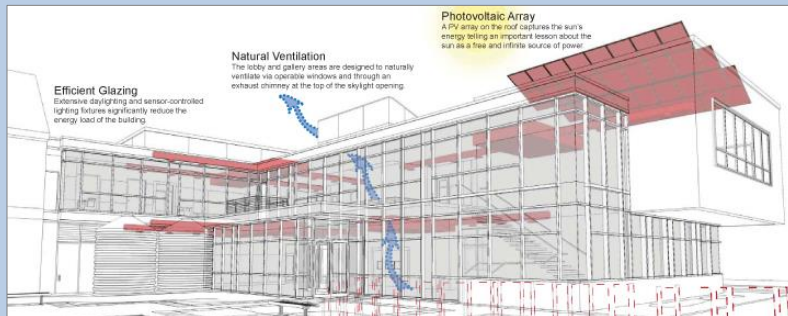 Photovoltaic Array
A PV array on the roof captures the sun's
energy telling an important lesson about the
sun as a free and infinite source of power.
Natural Ventilation
The lobby and gallery areas are designed to naturally
ventilate via operable windows and through an
exhaust chimney at the top of the skylight opening.
Efficient Glazing
Extensive daylighting and sensor-controlled
lighting fixtures significantly reduce the
energy load of the building.